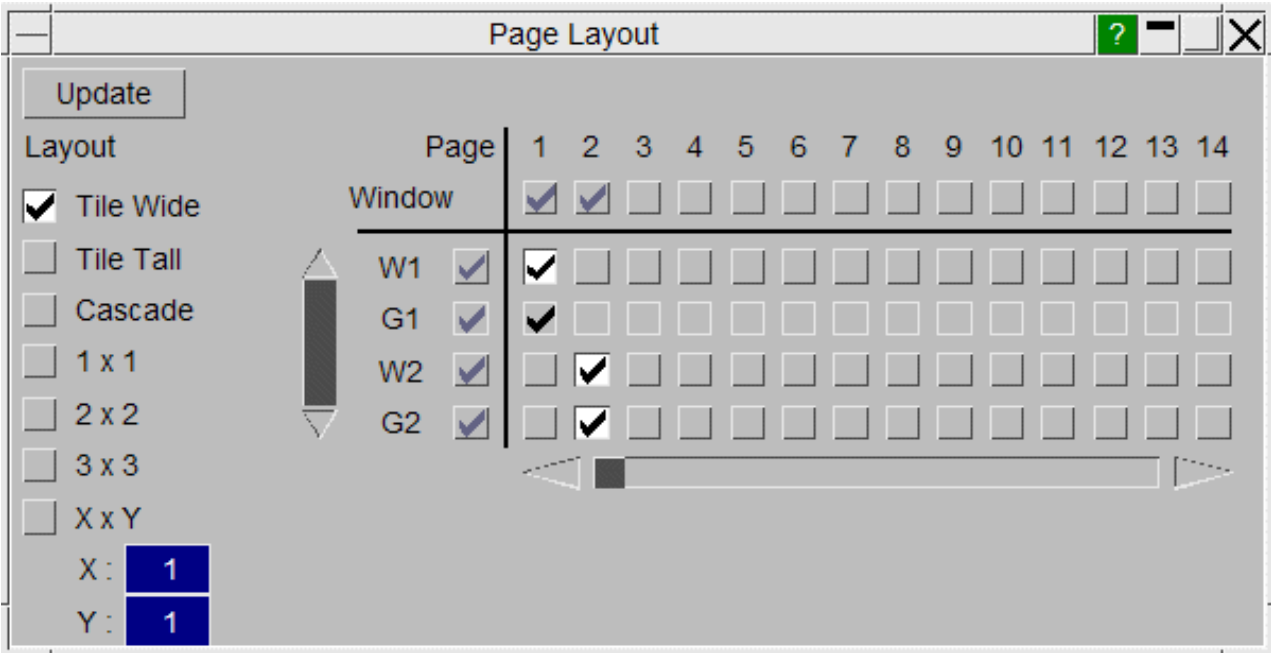 Page Layout ?
Update
Layout Page 1 2 3 4 5 6 7 8 9 10 11 12 13 14
Tile Wide Window
Tile Tall W1
Cascade G1
1 x 1 W2
2 x 2 G2
3 x 3
X x Y
X : 1
Y : 1